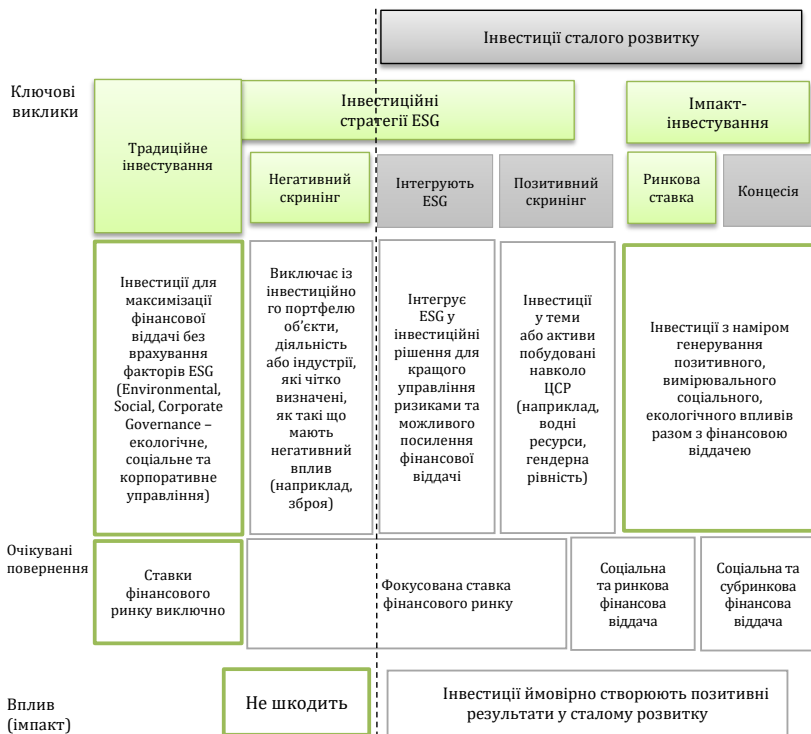 Інвестиції сталого розвитку
Ключові
виклики
Традиційне
інвестування
Інвестиційні
стратегії ESG
Імпакт-
інвестування
Негативний
скринінг
Інтегрують
ESG
Позитивний
скринінг
Ринкова
ставка
Концесія
Інвестиції для
максимізації
фінансової
віддачі без
врахування
факторів ESG
(Environmental,
Social, Corporate
Governance –
екологічне,
соціальне та
корпоративне
управління)
Виключає із
інвестиційно
го портфелю
об’єкти,
діяльність
або індустрії,
які чітко
визначені,
як такі що
мають
негативний
вплив
(наприклад,
зброя)
Інтегрує
ESG у
інвестиційні
рішення для
кращого
управління
ризиками та
можливого
посилення
фінансової
віддачі
Інвестиції
у теми
або активи
побудовані
навколо
ЦСР
(наприклад,
водні
ресурси,
гендерна
рівність)
Інвестиції з наміром
генерування
позитивного,
вимірювального
соціального,
екологічного впливів
разом з фінансовою
віддачею
Очікувані
повернення
Ставки
фінансового
ринку виключно
Фокусована ставка
фінансового ринку
Соціальна
та ринкова
фінансова
віддача
Соціальна та
субринкова
фінансова
віддача
Вплив
(імпакт)
Не шкодить
Інвестиції ймовірно створюють позитивні
результати у сталому розвитку